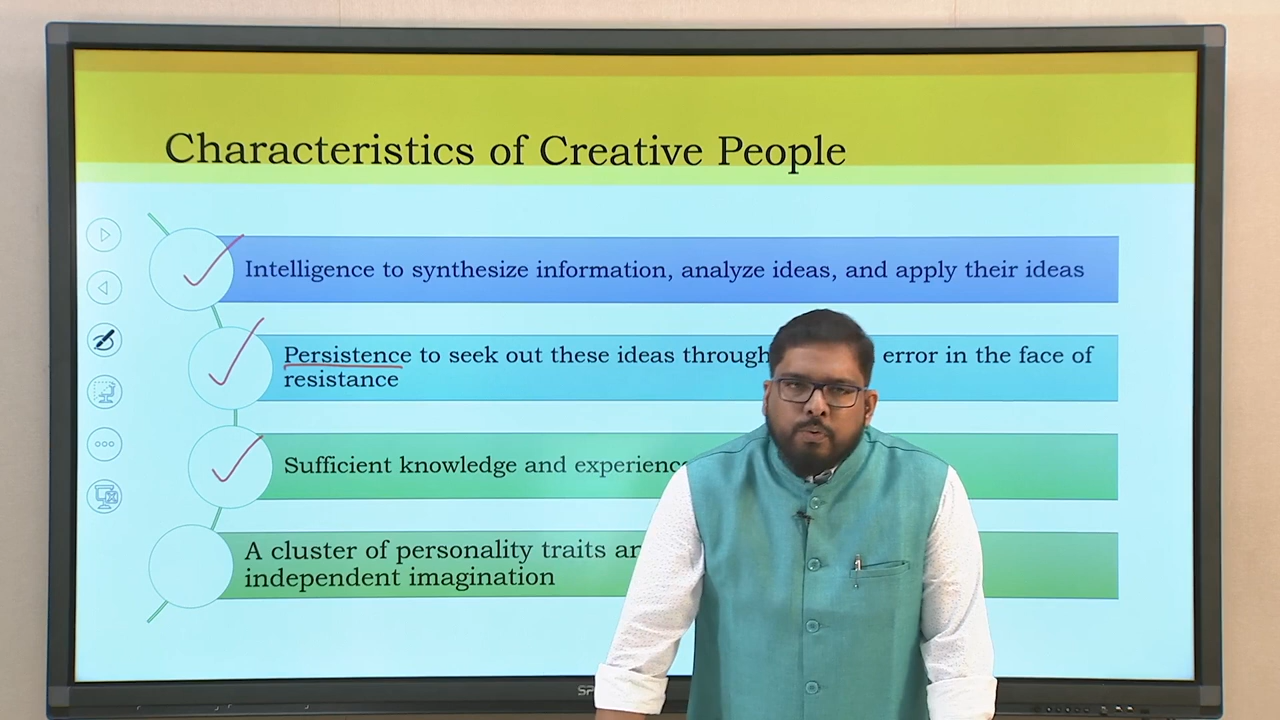 Characteristics of Creative People
Intelligence to synthesize information, analyze ideas, and apply their ideas
Persistence to seek out these ideas through error in the face of
resistance
Sufficient knowledge and experience
A cluster of personality traits
independent imagination